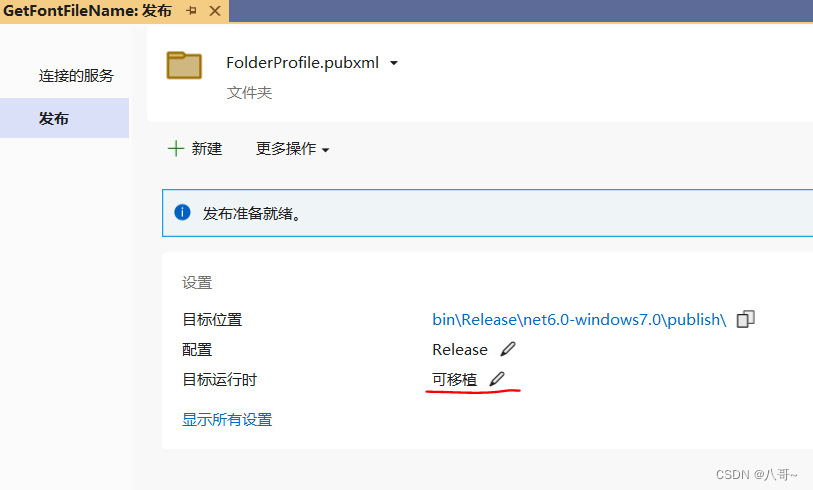 GetFontFileName: 发布
连接的服务
发布
FolderProfile.pubxml
文件夹
新建 更多操作
发布准备就绪。
设置
目标位置 bin\Release\net6.0-windows7.0\publish\
配置 Release
目标运行时 可移植
显示所有设置
CSDN @八哥~